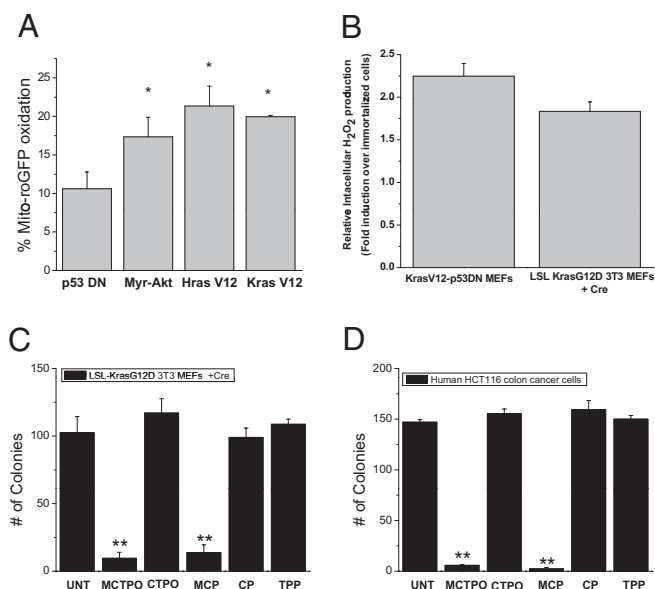 A
% Mito-roGFP oxidation
25
20
15
10
5
0
*
*
*
p53 DN Myr-Akt Hras V12 Kras V12
B
Relative Intacellular H2O2 production
(Fold induction over immortalized cells)
2.5
2.0
1.5
1.0
0.5
0.0
KrasV12-p53DN MEFs LSL KrasG12D 3T3 MEFs
+ Cre
C
# of Colonies
150
100
50
0
LSL-KrasG12D 3T3 MEFs +Cre
**
**
UNT MCTPO CTPO MCP CP TPP
D
# of Colonies
200
150
100
50
0
Human HCT116 colon cancer cells
**
**
UNT MCTPO CTPO MCP CP TPP